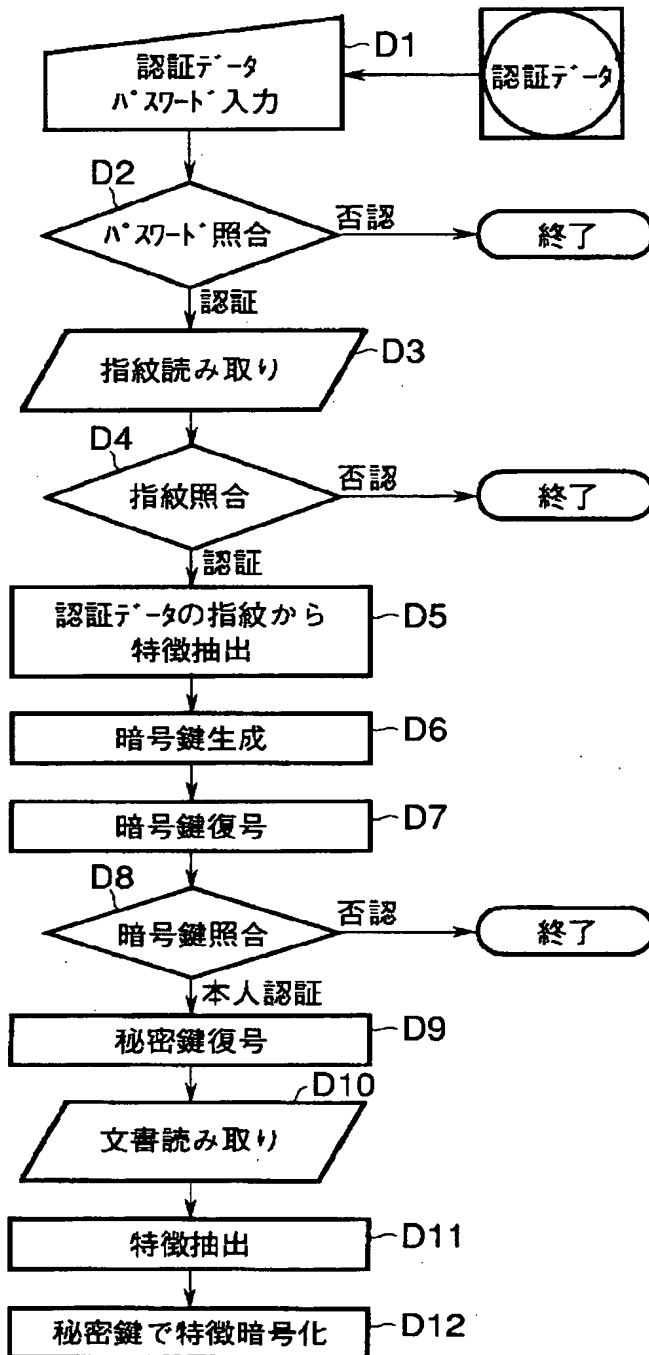 D1
認証データ
パスワード入力
認証データ
D2
パスワード照合
否認
終了
認証
指紋読み取り
D3
D4
指紋照合
否認
終了
認証
認証データの指紋から
特徴抽出
D5
暗号鍵生成
D6
暗号鍵復号
D7
D8
暗号鍵照合
否認
終了
本人認証
秘密鍵復号
D9
D10
文書読み取り
特徴抽出
D11
秘密鍵で特徴暗号化
D12